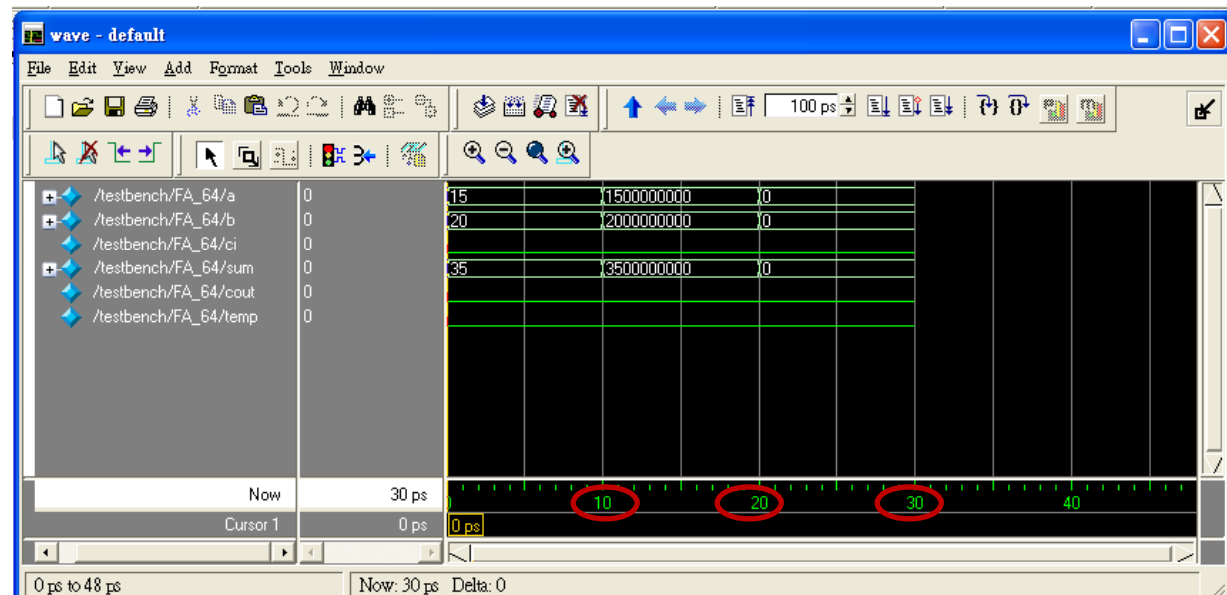 wave - default
File Edit View Add Format Tools Window
100 ps
/testbench/FA_64/a 0 15 1500000000 0
/testbench/FA_64/b 0 20 2000000000 0
/testbench/FA_64/ci 0
/testbench/FA_64/sum 0 35 3500000000 0
/testbench/FA_64/cout 0
/testbench/FA_64/temp 0
Now 30 ps 10 20 30 40
Cursor 1 0 ps 0 ps
0 ps to 48 ps Now: 30 ps Delta: 0